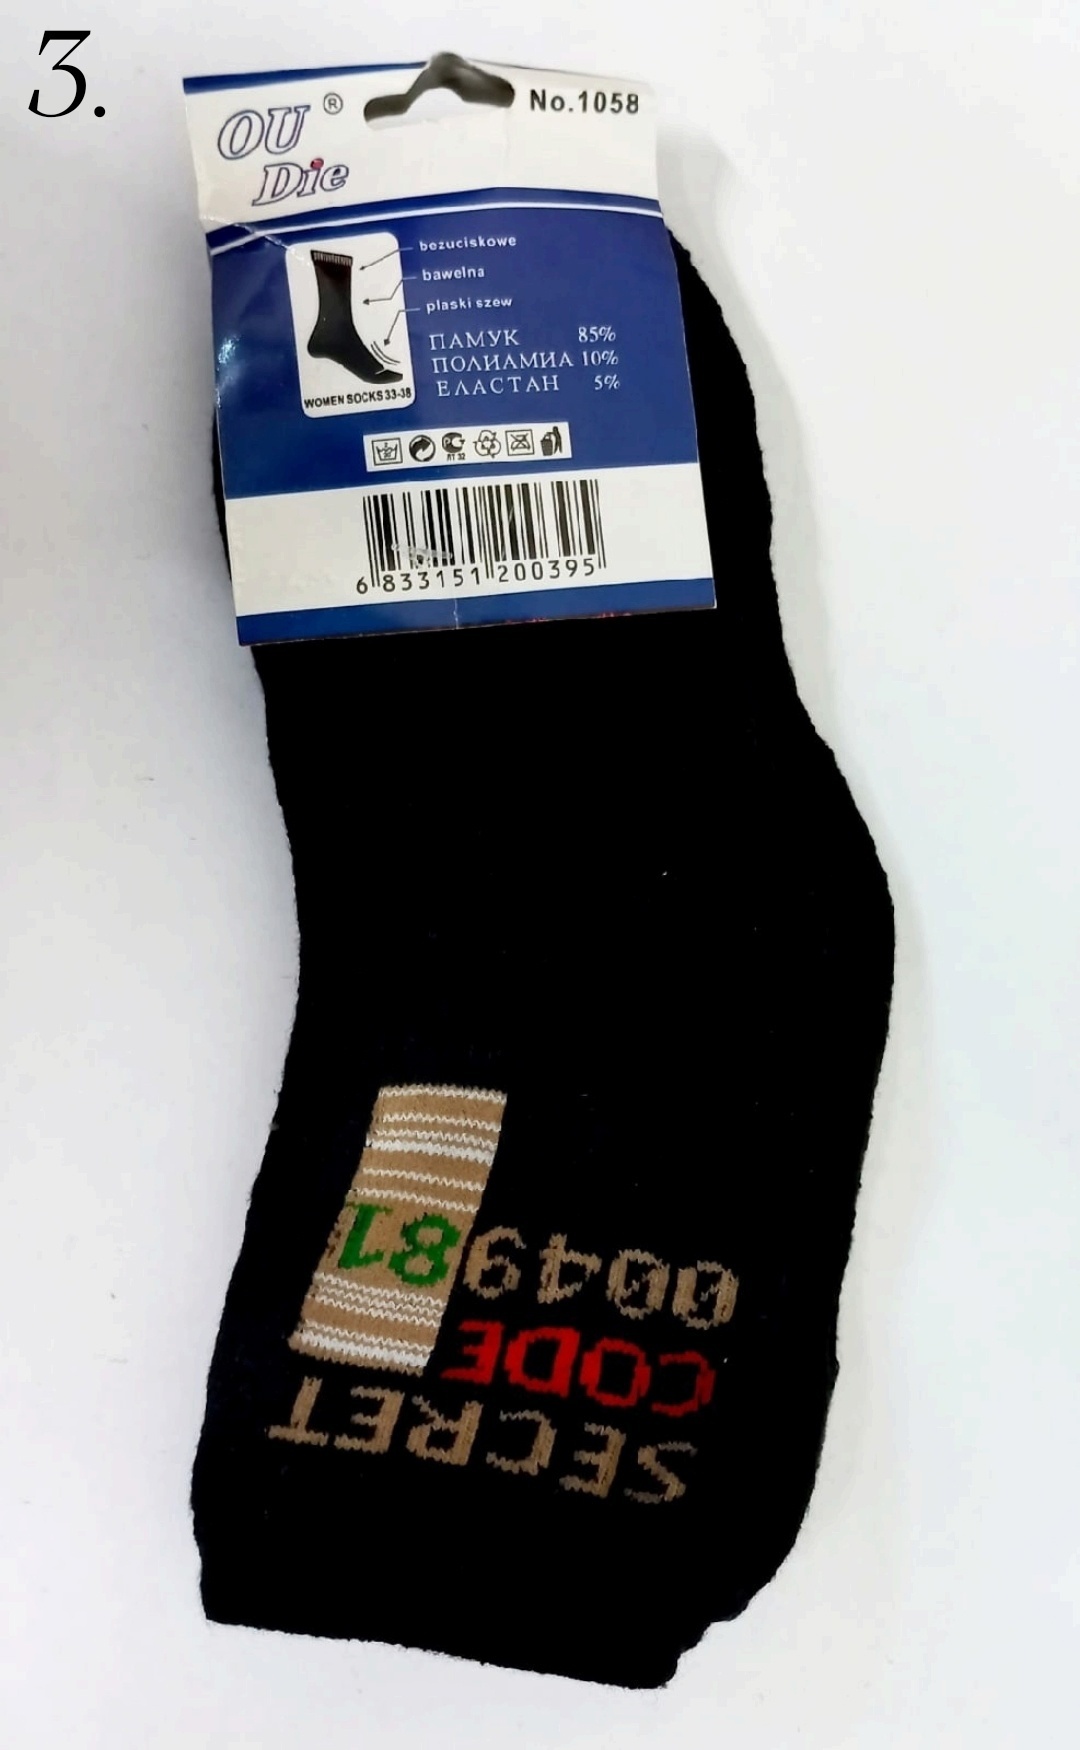 3.
OU ®
Die
No.1058
bezuciskowe
bawelna
plaski szew
ПАМУК 85%
ПОЛИАМИА 10%
ЕЛАСТАН 5%
WOMEN SOCKS 33-38
6 833151 200395
SECRET
CODE
004981